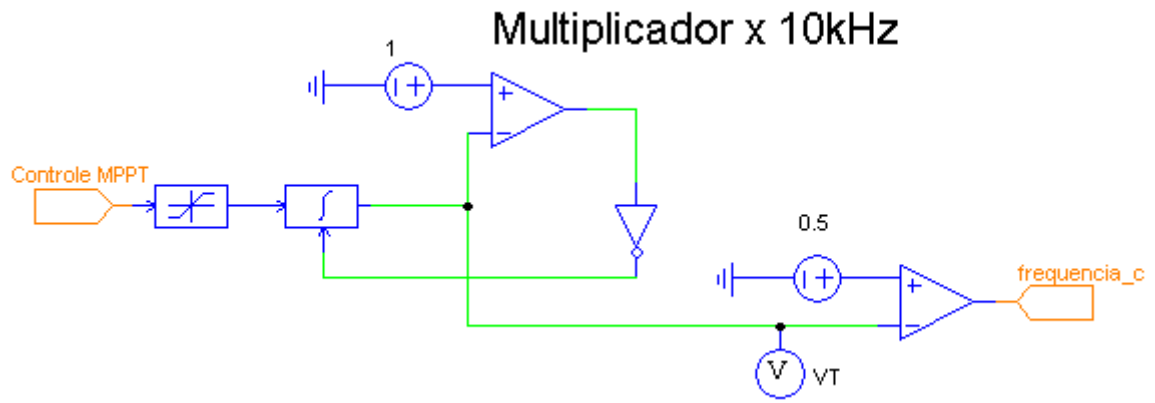 Multiplicador x 10kHz
1
Controle MPPT
0.5
frequencia_c
V
VT